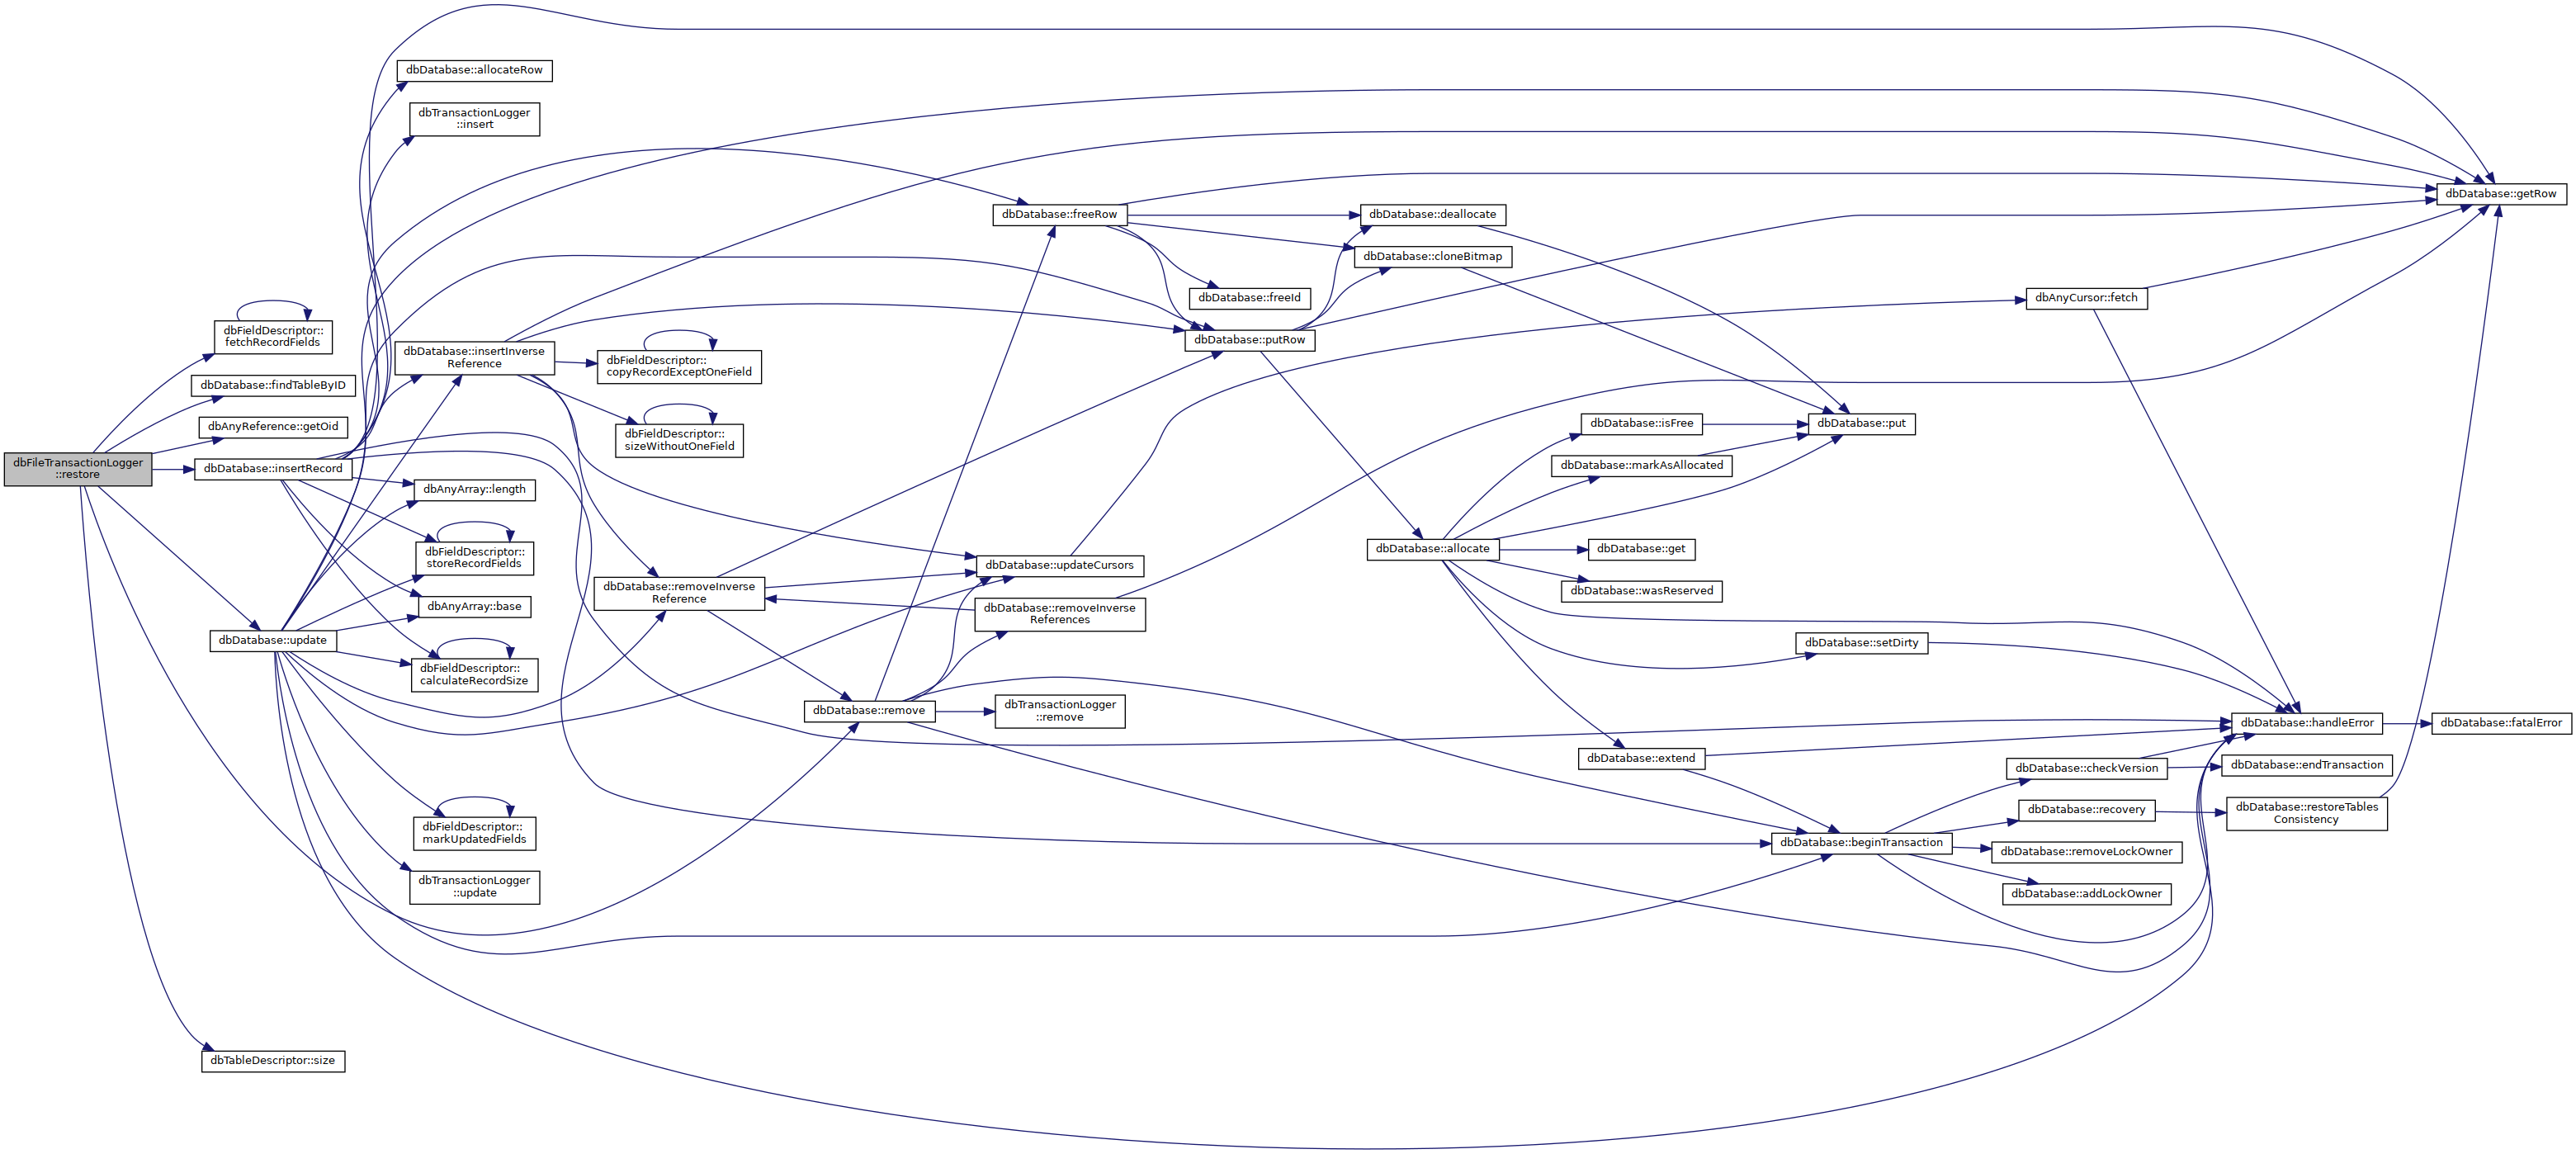 dbFileTransactionLogger
::restore
dbFieldDescriptor::
fetchRecordFields
dbDatabase::findTableByID
dbAnyReference::getOid
dbDatabase::insertRecord
dbDatabase::update
dbTableDescriptor::size
dbDatabase::allocateRow
dbTransactionLogger
::insert
dbDatabase::insertInverse
Reference
dbAnyArray::length
dbFieldDescriptor::
storeRecordFields
dbAnyArray::base
dbFieldDescriptor::
calculateRecordSize
dbFieldDescriptor::
markUpdatedFields
dbTransactionLogger
::update
dbFieldDescriptor::
copyRecordExceptOneField
dbFieldDescriptor::
sizeWithoutOneField
dbDatabase::removeInverse
Reference
dbDatabase::remove
dbDatabase::freeRow
dbDatabase::updateCursors
dbDatabase::removeInverse
References
dbTransactionLogger
::remove
dbDatabase::freeId
dbDatabase::putRow
dbDatabase::deallocate
dbDatabase::cloneBitmap
dbDatabase::allocate
dbDatabase::isFree
dbDatabase::markAsAllocated
dbDatabase::get
dbDatabase::wasReserved
dbDatabase::extend
dbDatabase::put
dbDatabase::setDirty
dbDatabase::beginTransaction
dbAnyCursor::fetch
dbDatabase::checkVersion
dbDatabase::recovery
dbDatabase::removeLockOwner
dbDatabase::addLockOwner
dbDatabase::handleError
dbDatabase::endTransaction
dbDatabase::restoreTables
Consistency
dbDatabase::getRow
dbDatabase::fatalError